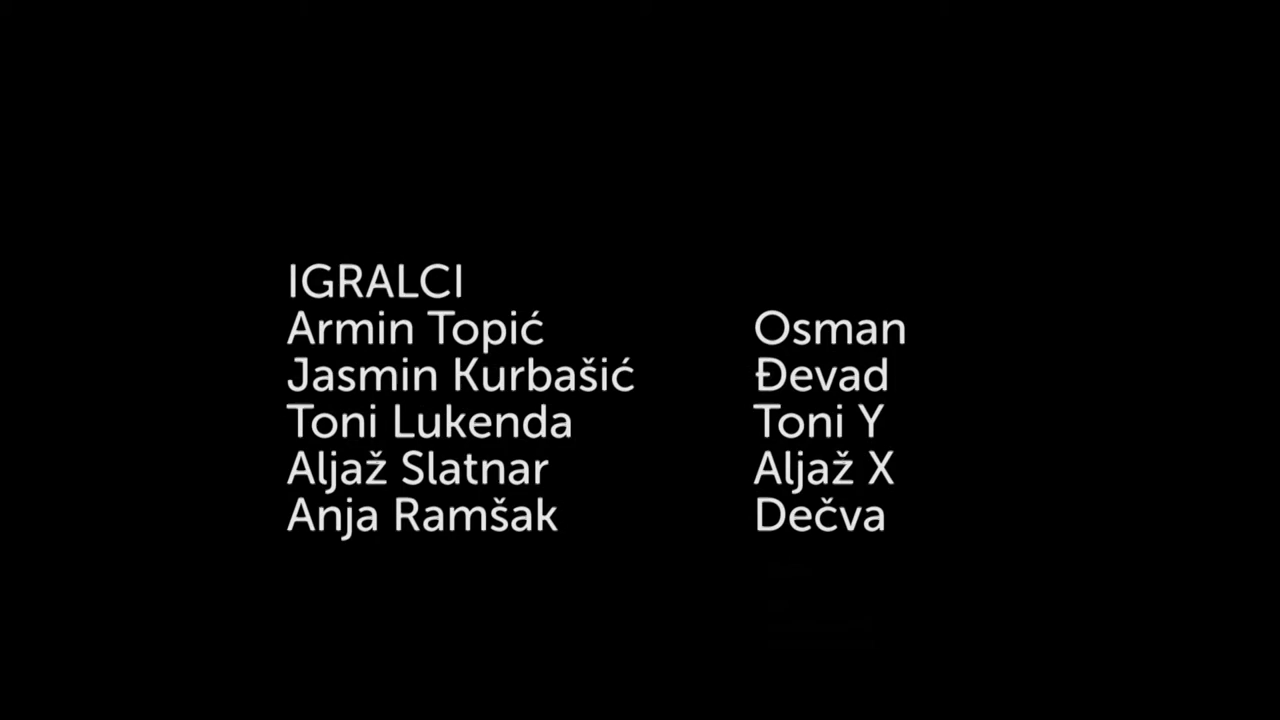 IGRALCI
Armin Topić Osman
Jasmin Kurbašić Đevad
Toni Lukenda Toni Y
Aljaž Slatnar Aljaž X
Anja Ramšak Dečva